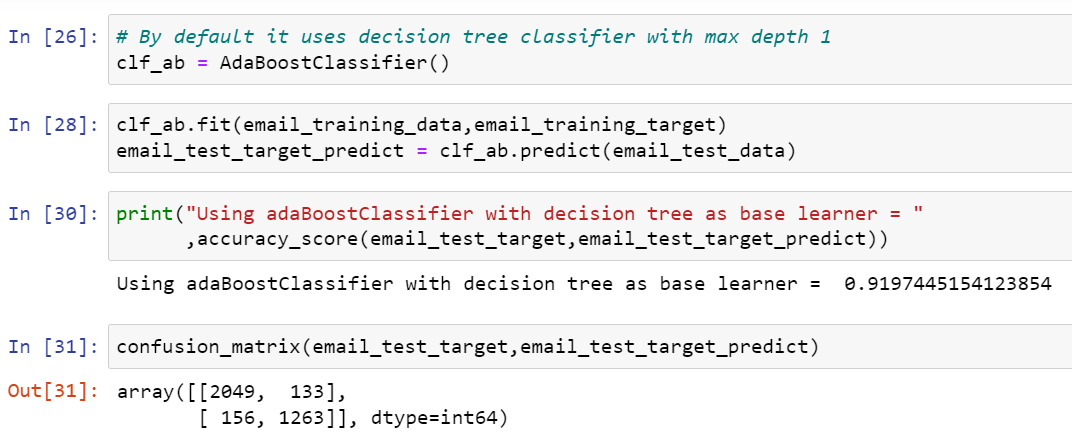 In [26]: # By default it uses decision tree classifier with max depth 1
clf_ab = AdaBoostClassifier()
In [28]: clf_ab.fit(email_training_data,email_training_target)
email_test_target_predict = clf_ab.predict(email_test_data)
In [30]: print("Using adaBoostClassifier with decision tree as base learner = "
,accuracy_score(email_test_target,email_test_target_predict))
Using adaBoostClassifier with decision tree as base learner =  0.9197445154123854
In [31]: confusion_matrix(email_test_target,email_test_target_predict)
Out[31]: array([[2049,  133],
[ 156, 1263]], dtype=int64)